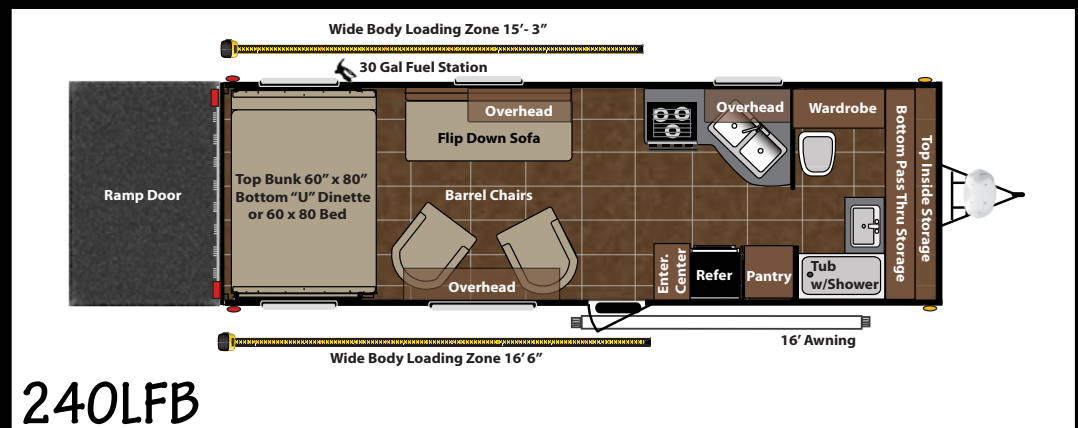 Wide Body Loading Zone 15’- 3”
30 Gal Fuel Station
Ramp Door
Top Bunk 60” x 80”
Bottom “U” Dinette
or 60 x 80 Bed
Overhead
Flip Down Sofa
Barrel Chairs
Overhead
Overhead
Wardrobe
Enter.
Center
Refer
Pantry
Tub
w/Shower
Bottom Pass Thru Storage
Top Inside Storage
16’ Awning
Wide Body Loading Zone 16’ 6”
240LFB